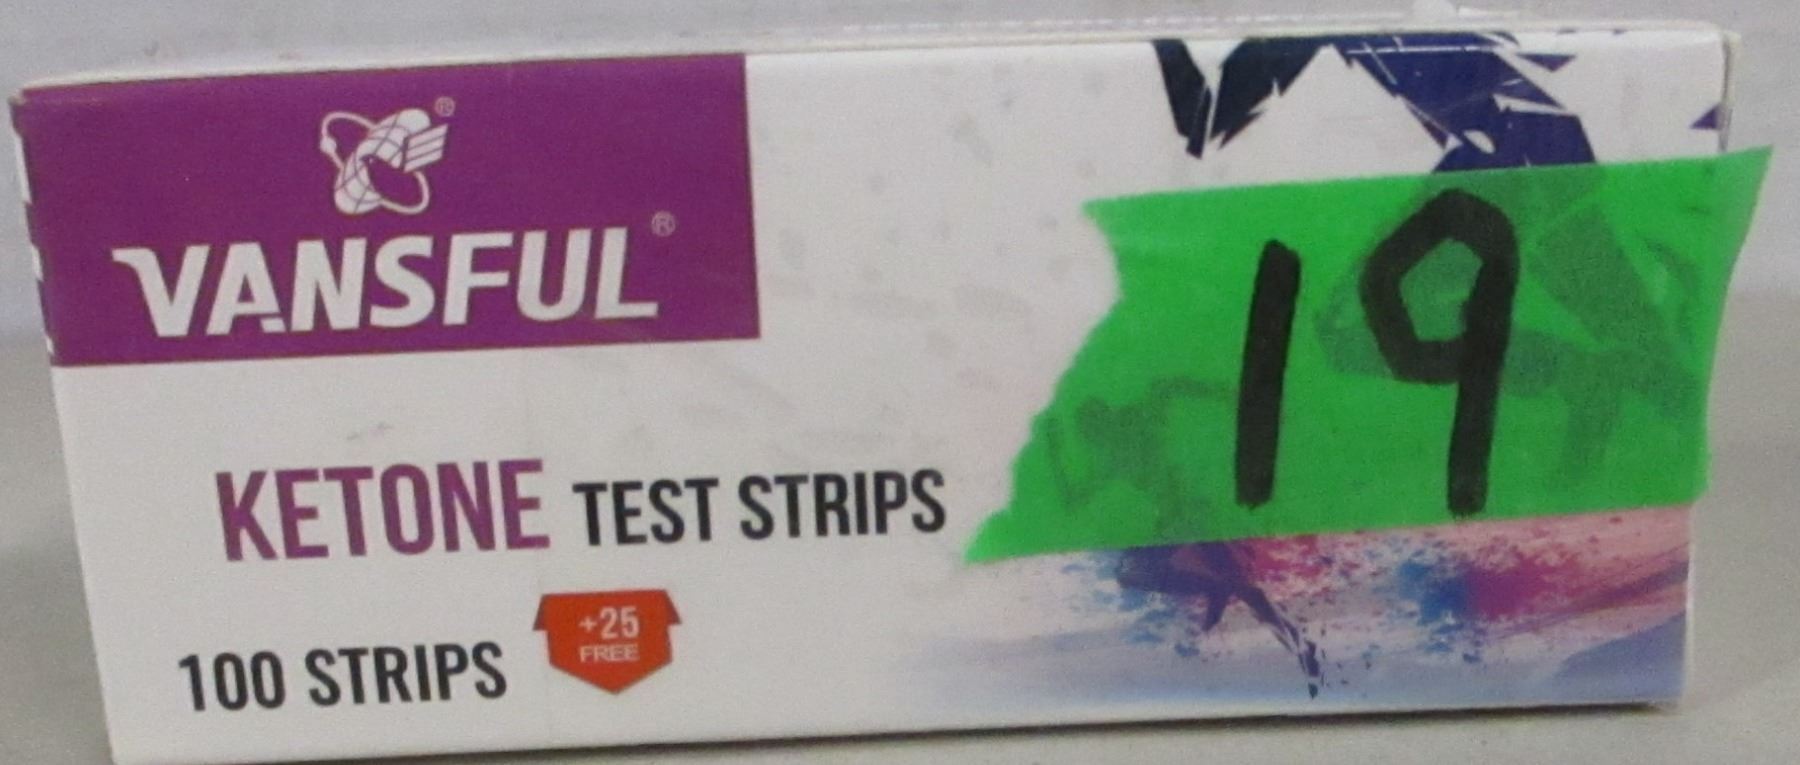 ®
VANSFUL®
19
KETONE TEST STRIPS
100 STRIPS
+25
FREE